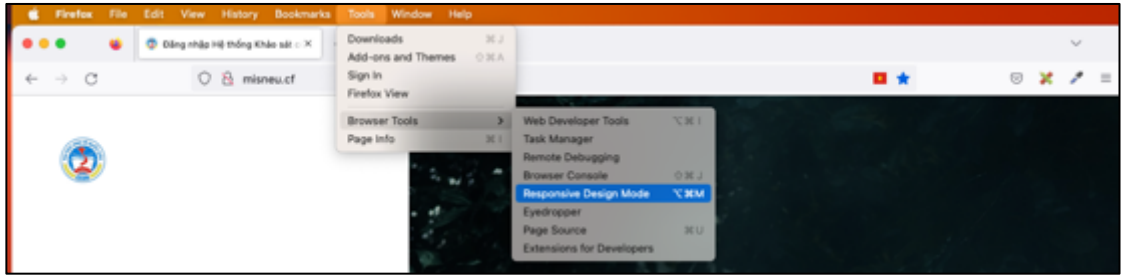 Firefox File Edit View History Bookmarks Tools Window Help
Đăng nhập Hệ thống Khảo sát
Downloads ⌘ J
Add-ons and Themes ⇧ ⌘ A
Sign In
Firefox View
misneu.cf
Browser Tools
Page Info ⌘ I
Web Developer Tools ⌥ ⌘ I
Task Manager
Remote Debugging
Browser Console ⇧ ⌘ J
Responsive Design Mode ⌥ ⌘ M
Eyedropper
Page Source ⌘ U
Extensions for Developers